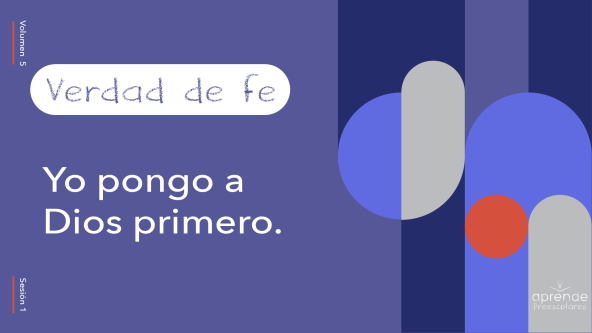 Volumen 5
Verdad de fe
Yo pongo a
Dios primero.
Sesión 1
aprende
Preescolares